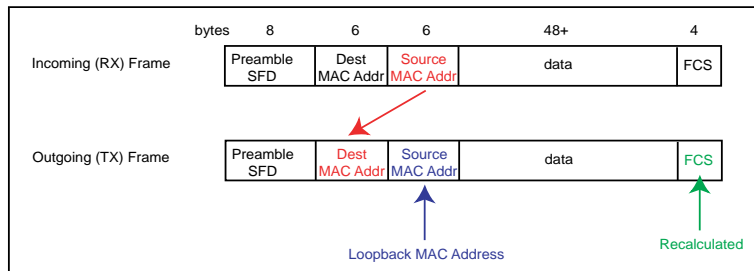 bytes 8 6 6 48+ 4
Incoming (RX) Frame
Preamble SFD
Dest MAC Addr
Source MAC Addr
data
FCS
Outgoing (TX) Frame
Preamble SFD
Dest MAC Addr
Source MAC Addr
data
FCS
Loopback MAC Address
Recalculated